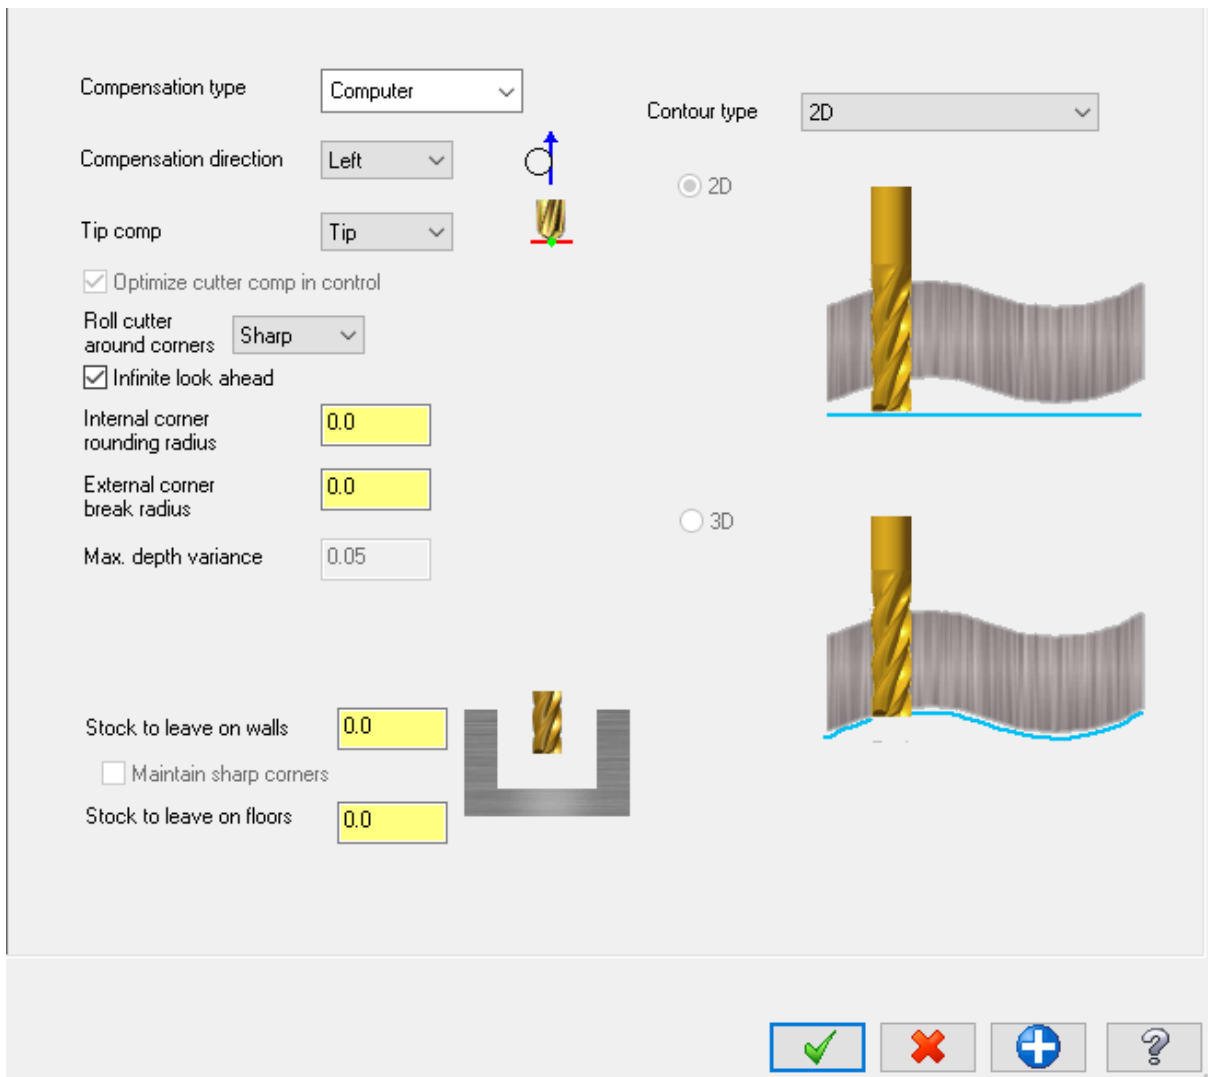 Compensation type
Computer
Contour type
2D
Compensation direction
Left
2D
Tip comp
Tip
Optimize cutter comp in control
Roll cutter
around corners
Sharp
Infinite look ahead
Internal corner
rounding radius
0.0
External corner
break radius
0.0
3D
Max. depth variance
0.05
Stock to leave on walls
0.0
Maintain sharp corners
Stock to leave on floors
0.0